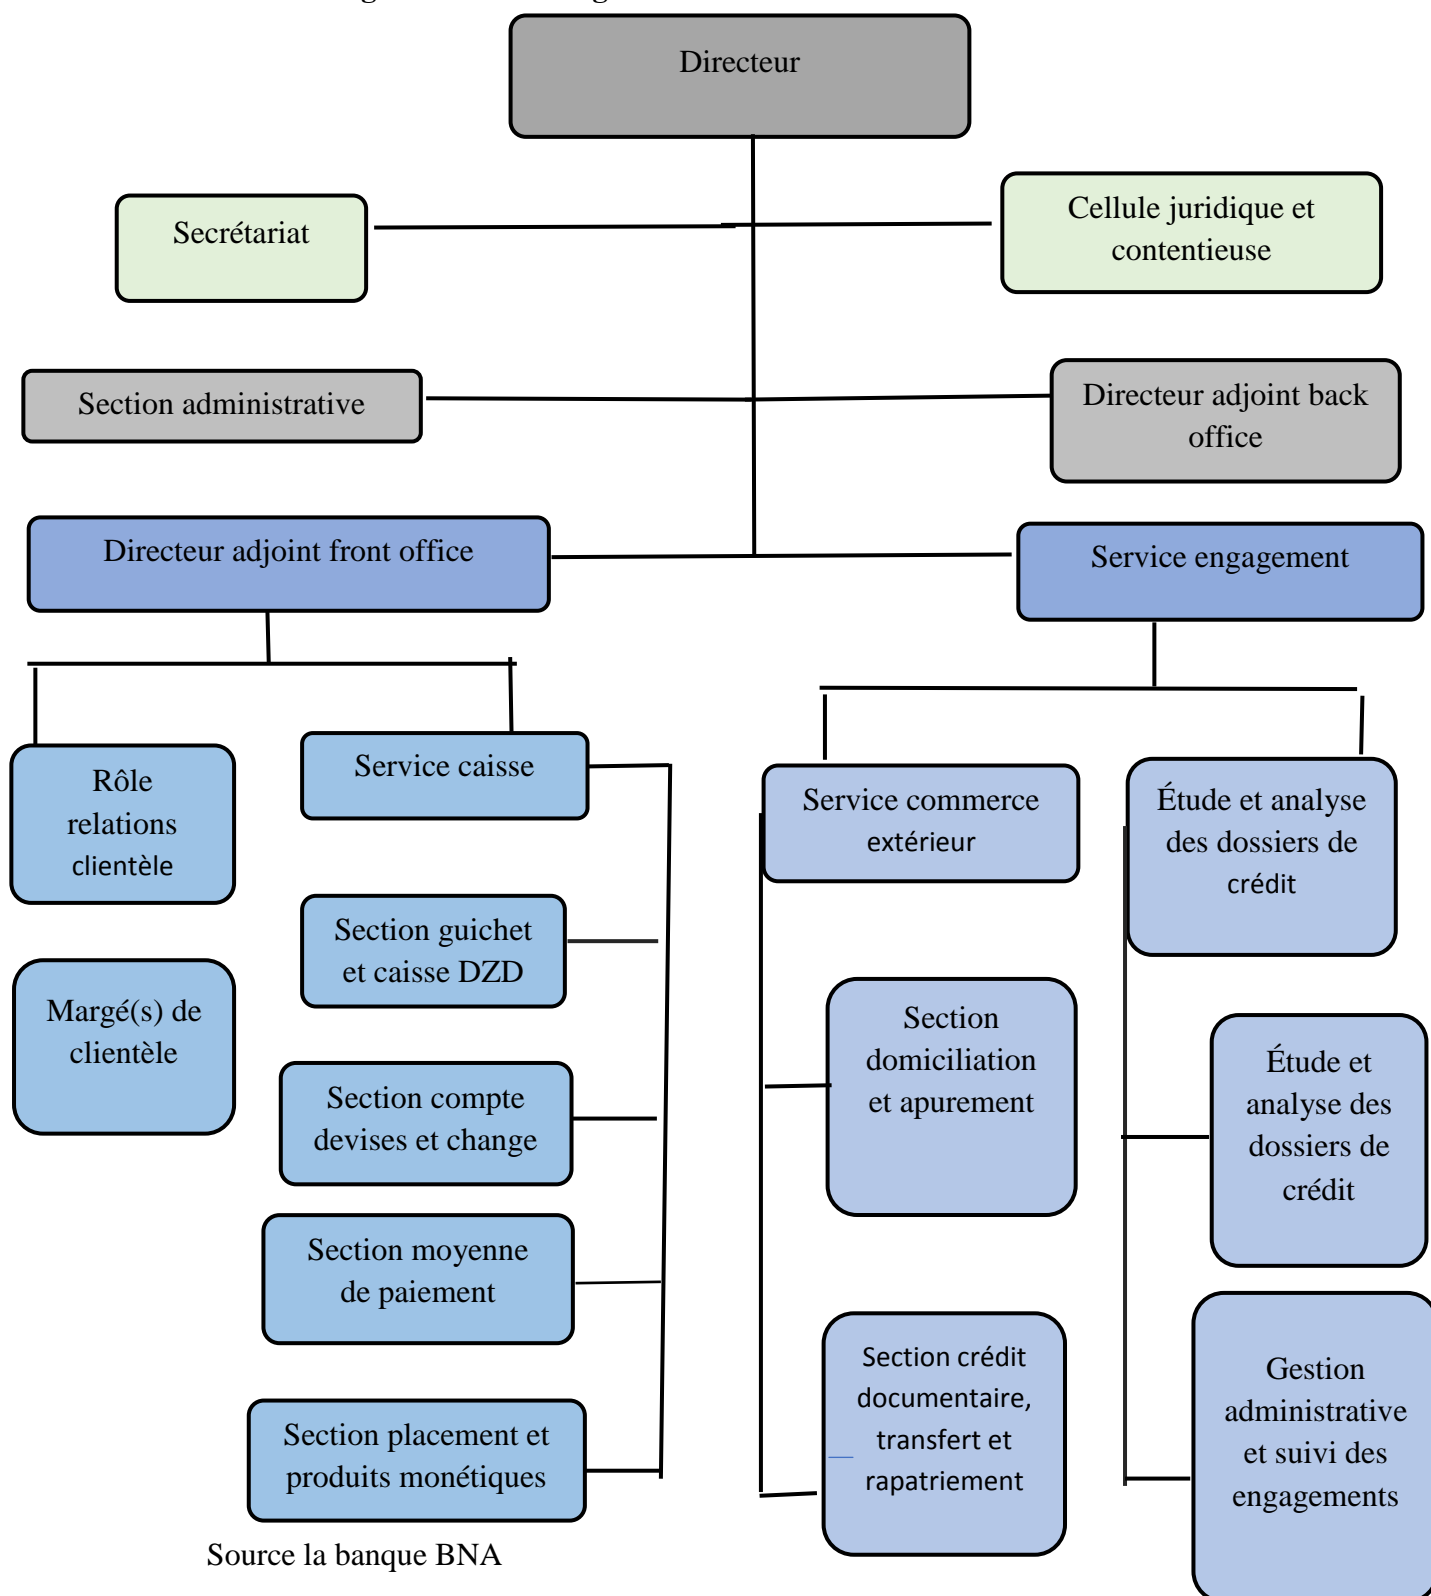 Directeur
Secrétariat
Cellule juridique et
contentieuse
Section administrative
Directeur adjoint back
office
Directeur adjoint front office
Service engagement
Rôle
relations
clientèle
Service caisse
Service commerce
extérieur
Étude et analyse
des dossiers de
crédit
Section guichet
et caisse DZD
Margé(s) de
clientèle
Section
domiciliation
et apurement
Étude et
analyse des
dossiers de
crédit
Section compte
devises et change
Section moyenne
de paiement
Section crédit
documentaire,
transfert et
rapatriement
Gestion
administrative
et suivi des
engagements
Section placement et
produits monétiques
Source la banque BNA